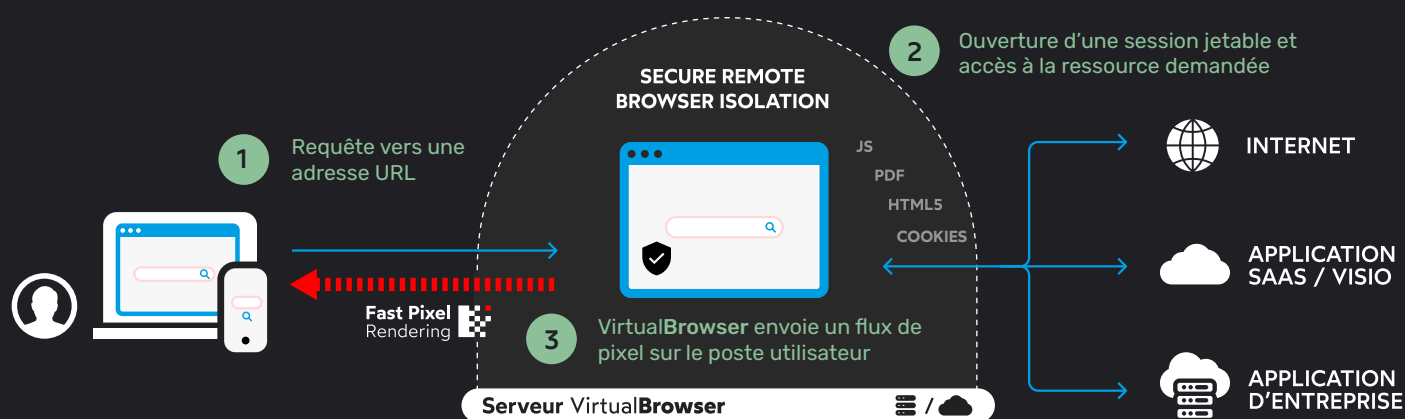 1
Requête vers une
adresse URL
SECURE REMOTE
BROWSER ISOLATION
2
Ouverture d’une session jetable et
accès à la ressource demandée
JS
PDF
HTML5
COOKIES
INTERNET
APPLICATION
SAAS / VISIO
APPLICATION
D’ENTREPRISE
Fast Pixel
Rendering
3
VirtualBrowser envoie un flux de
pixel sur le poste utilisateur
Serveur VirtualBrowser
/